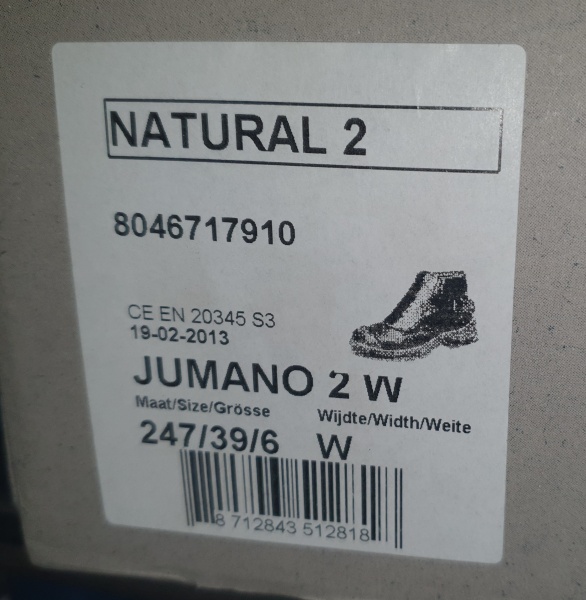 NATURAL 2
8046717910
CE EN 20345 S3
19-02-2013
JUMANO 2 W
Maat/Size/Grösse Wijdte/Width/Weite
247/39/6 W
8 712843 512818